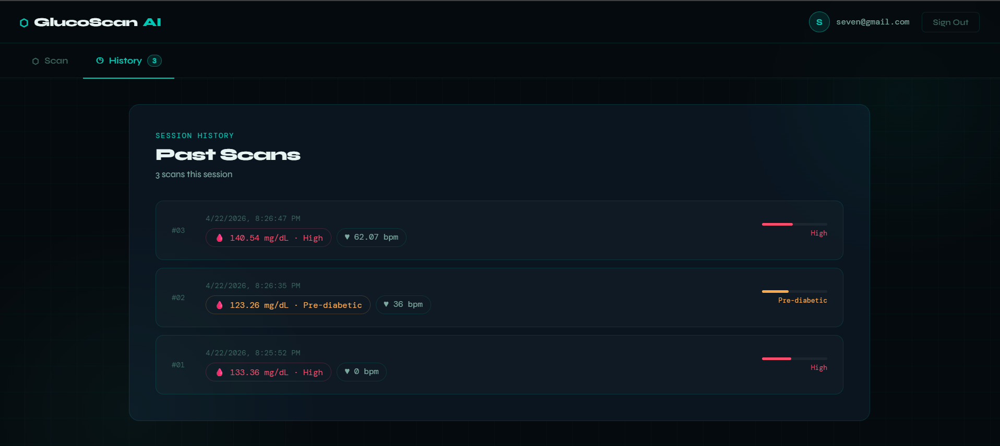 GlucoScan AI
S seven@gmail.com Sign Out
Scan History 3
SESSION HISTORY
Past Scans
3 scans this session
#03
4/22/2026, 8:26:47 PM
140.54 mg/dL · High ♥ 62.07 bpm
High
#02
4/22/2026, 8:26:35 PM
123.26 mg/dL · Pre-diabetic ♥ 36 bpm
Pre-diabetic
#01
4/22/2026, 8:25:52 PM
133.36 mg/dL · High ♥ 0 bpm
High